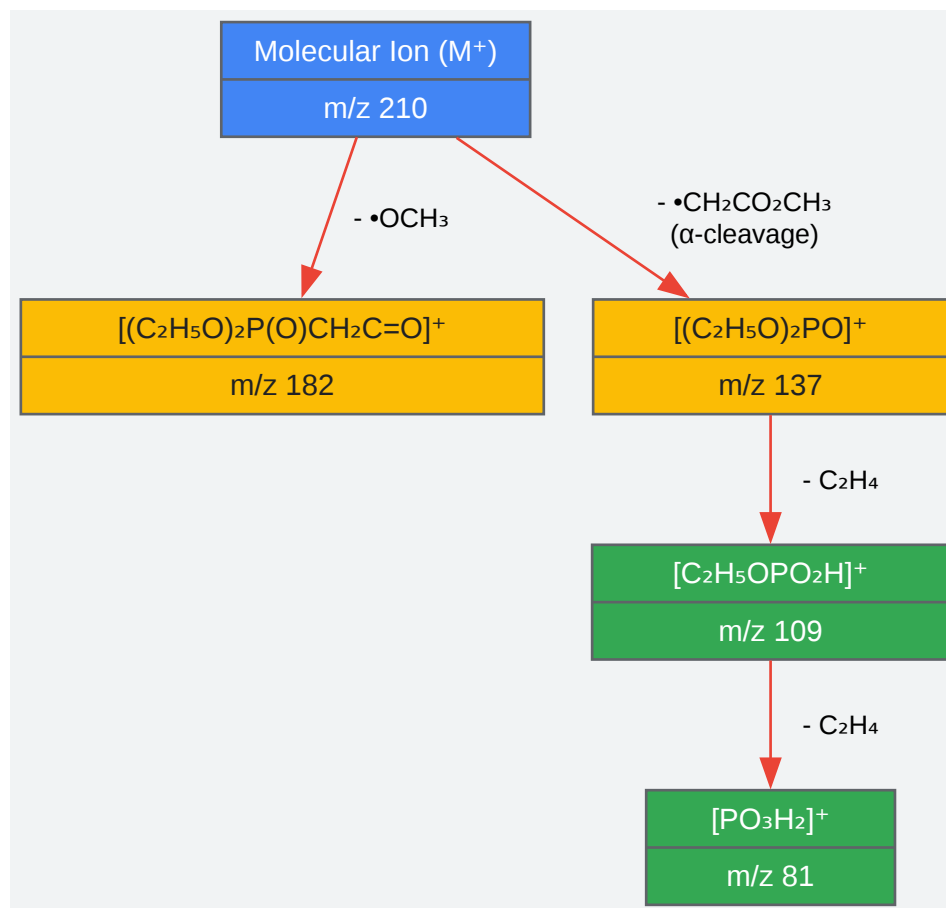 Molecular Ion (M⁺)
m/z 210
- •OCH₃
- •CH₂CO₂CH₃
(α-cleavage)
[(C₂H₅O)₂P(O)CH₂C=O]⁺
m/z 182
[(C₂H₅O)₂PO]⁺
m/z 137
- C₂H₄
[C₂H₅OPO₂H]⁺
m/z 109
- C₂H₄
[PO₃H₂]⁺
m/z 81